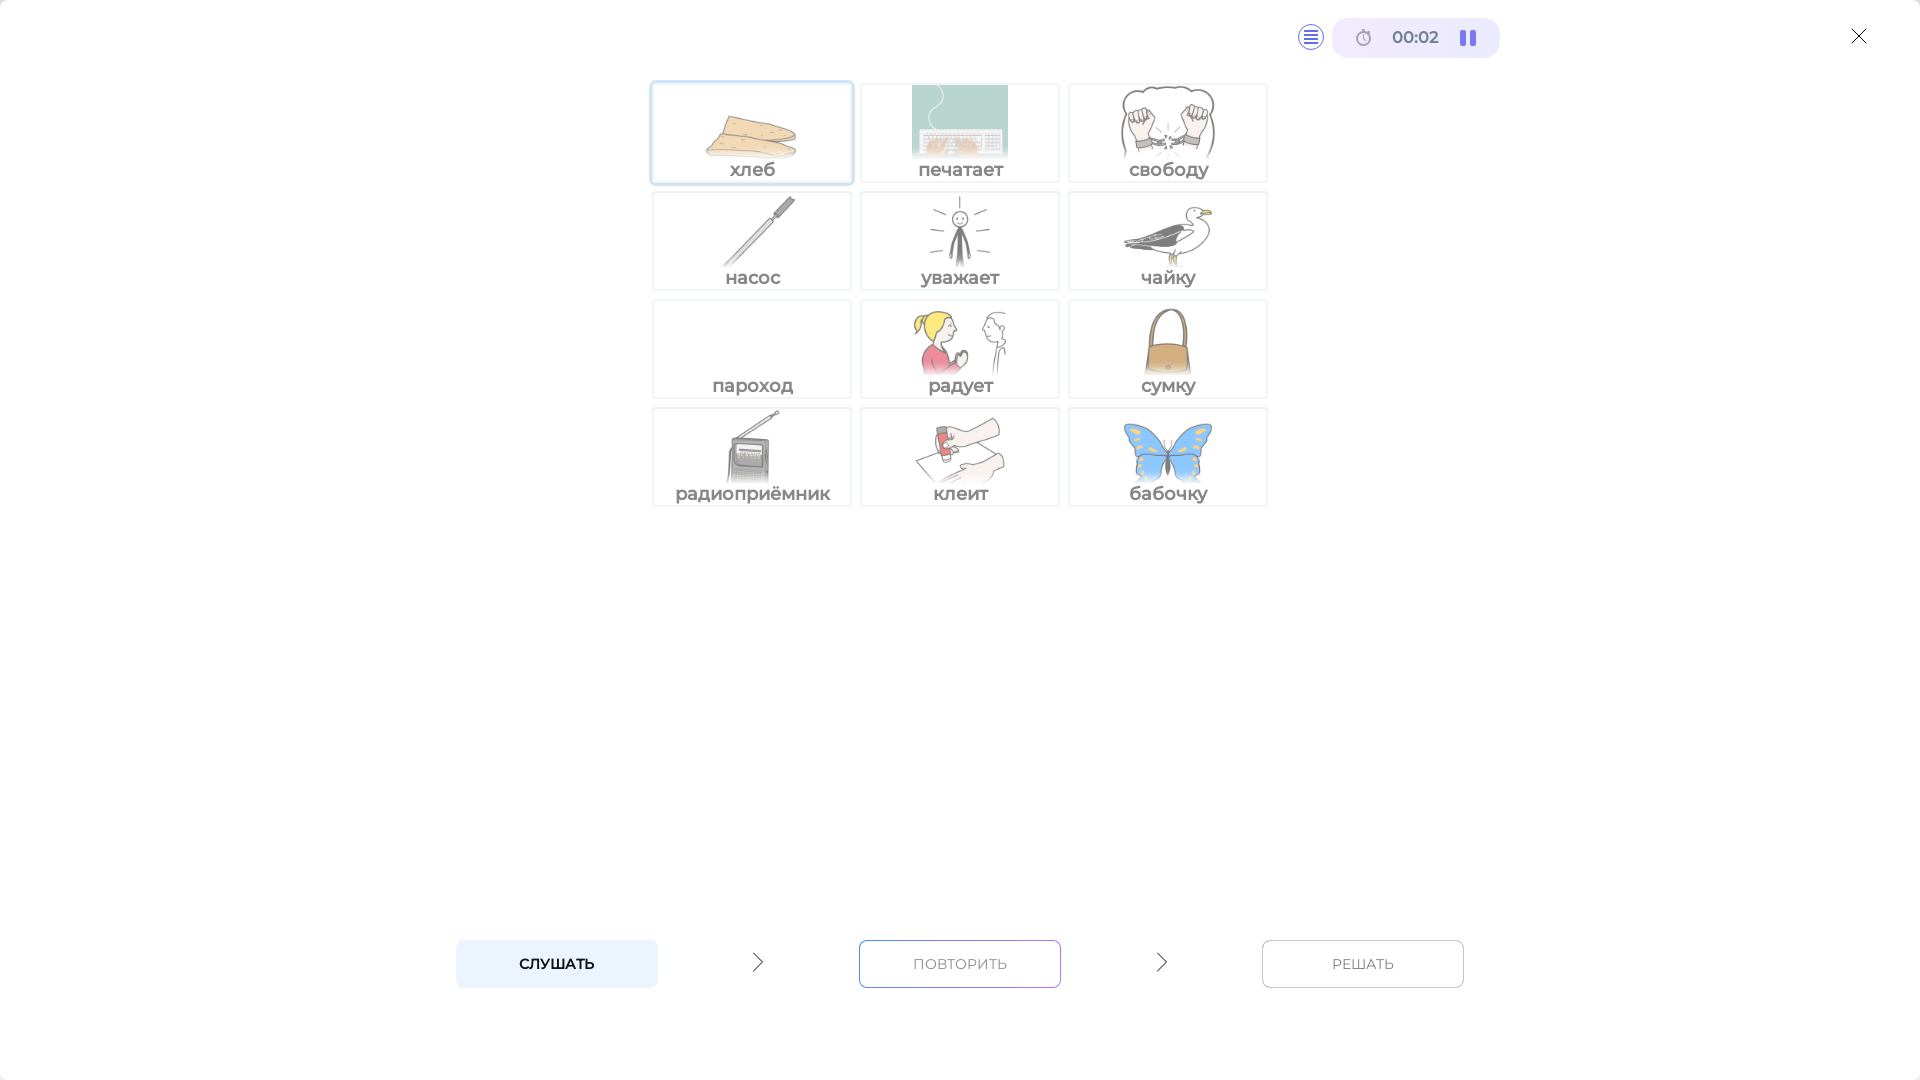 00:02
хлеб
печатает
свободу
насос
уважает
чайку
пароход
радует
сумку
радиоприёмник
клеит
бабочку
СЛУШАТЬ
ПОВТОРИТЬ
РЕШАТЬ